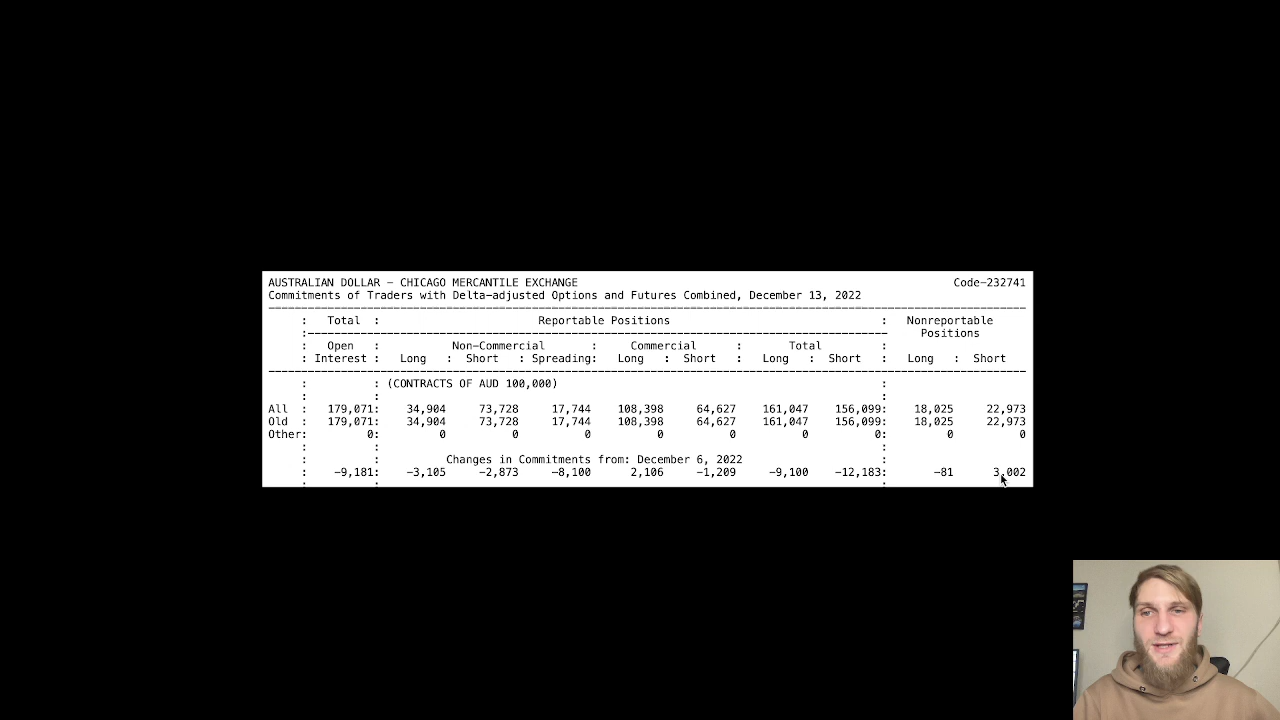 AUSTRALIAN DOLLAR – CHICAGO MERCANTILE EXCHANGE Code–232741
Commitments of Traders with Delta–adjusted Options and Futures Combined, December 13, 2022
: Total : Reportable Positions : Nonreportable
Positions
: Open : Non–Commercial : Commercial : Total :
: Interest: Long : Short : Spreading: Long : Short : Long : Short : Long : Short
: : (CONTRACTS OF AUD 100,000) :
All : 179,071: 34,904 73,728 17,744 108,398 64,627 161,047 156,099: 18,025 22,973
Old : 179,071: 34,904 73,728 17,744 108,398 64,627 161,047 156,099: 18,025 22,973
Other: 0: 0 0 0 0 0 0 0: 0 0
: : Changes in Commitments from: December 6, 2022 :
: –9,181: –3,105 –2,873 –8,100 2,106 –1,209 –9,100 –12,183: –81 3,002